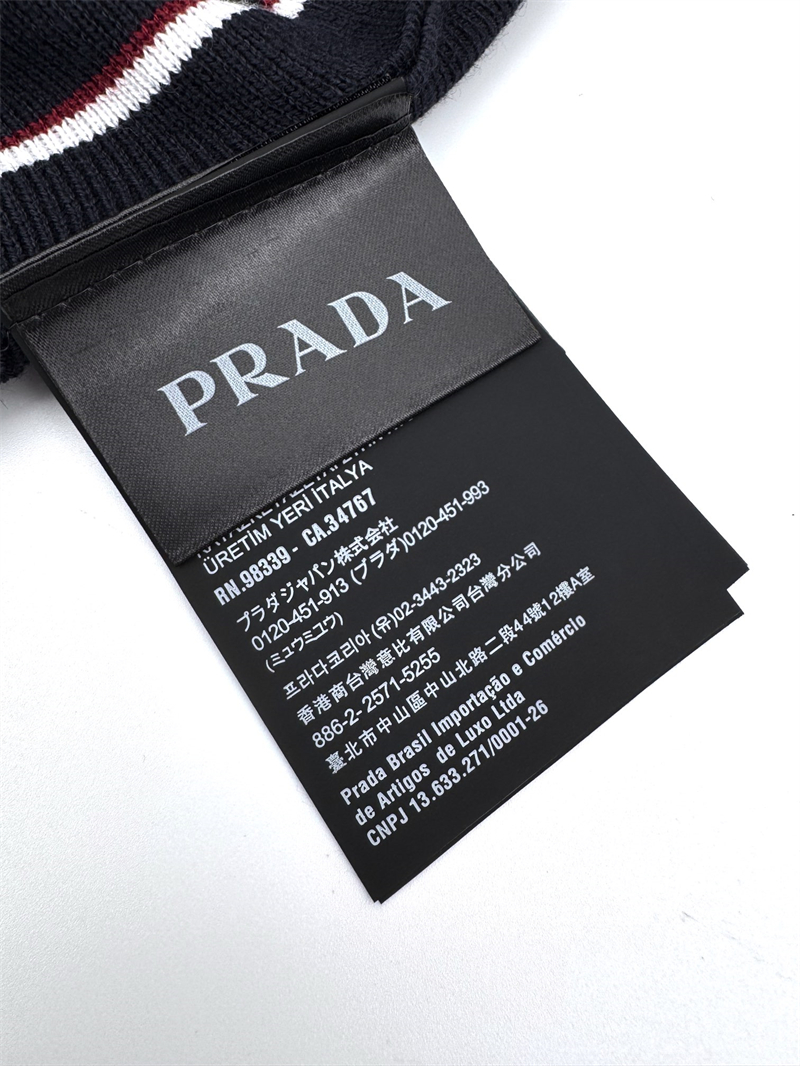 PRADA
ÜRETİM YERİ İTALYA
RN.98339 - CA.34767
プラダジャパン株式会社
0120-451-913 (プラダ)0120-451-993
(ミュウミュウ)
프라다코리아(유)02-3443-2323
香港商台灣意比有限公司台灣分公司
886-2- 2571-5255
臺北市中山區中山北路二段44號12樓A室
Prada Brasil Importação e Comércio
de Artigos de Luxo Ltda
CNPJ 13.633.271/0001-26